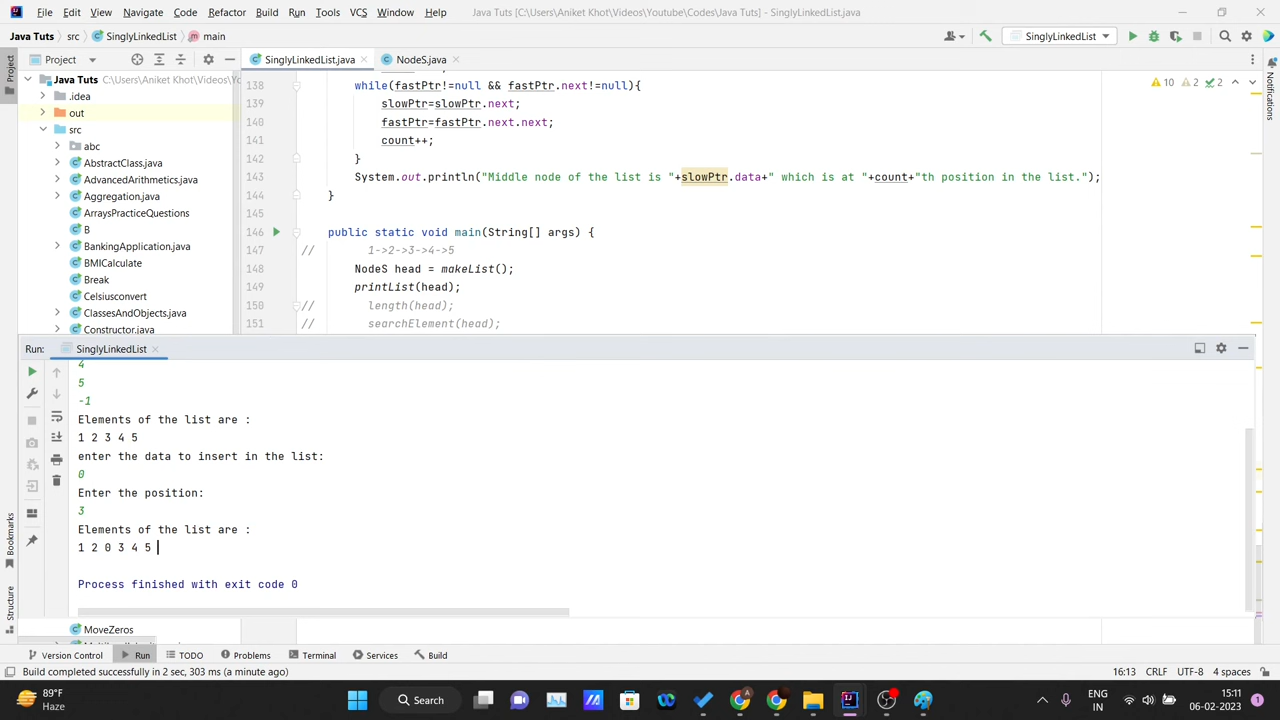 File Edit View Navigate Code Refactor Build Run Tools VCS Window Help Java Tuts [C:\Users\Aniket Khot\Videos\Youtube\Codes\Java Tuts] - SinglyLinkedList.java
Java Tuts src SinglyLinkedList main SinglyLinkedList
Project SinglyLinkedList.java NodeS.java
Java Tuts C:\Users\Aniket Khot\Videos\Yo
.idea
out
src
abc
AbstractClass.java
AdvancedArithmetics.java
Aggregation.java
ArraysPracticeQuestions
B
BankingApplication.java
BMICalculate
Break
Celsiusconvert
ClassesAndObjects.java
Constructor.java
10 2 2
138 while(fastPtr!=null && fastPtr.next!=null){
139 slowPtr=slowPtr.next;
140 fastPtr=fastPtr.next.next;
141 count++;
142 }
143 System.out.println("Middle node of the list is "+slowPtr.data+" which is at "+count+"th position in the list.");
144 }
145
146 public static void main(String[] args) {
147 // 1->2->3->4->5
148 NodeS head = makeList();
149 printList(head);
150 // length(head);
151 // searchElement(head);
Project
Notifications
Bookmarks
Structure
Run: SinglyLinkedList
4
5
-1
Elements of the list are :
1 2 3 4 5
enter the data to insert in the list:
0
Enter the position:
3
Elements of the list are :
1 2 0 3 4 5
Process finished with exit code 0
MoveZeros
Version Control Run TODO Problems Terminal Services Build
Build completed successfully in 2 sec, 303 ms (a minute ago) 16:13 CRLF UTF-8 4 spaces
89°F
Haze
Search
ENG
IN
15:11
06-02-2023
1